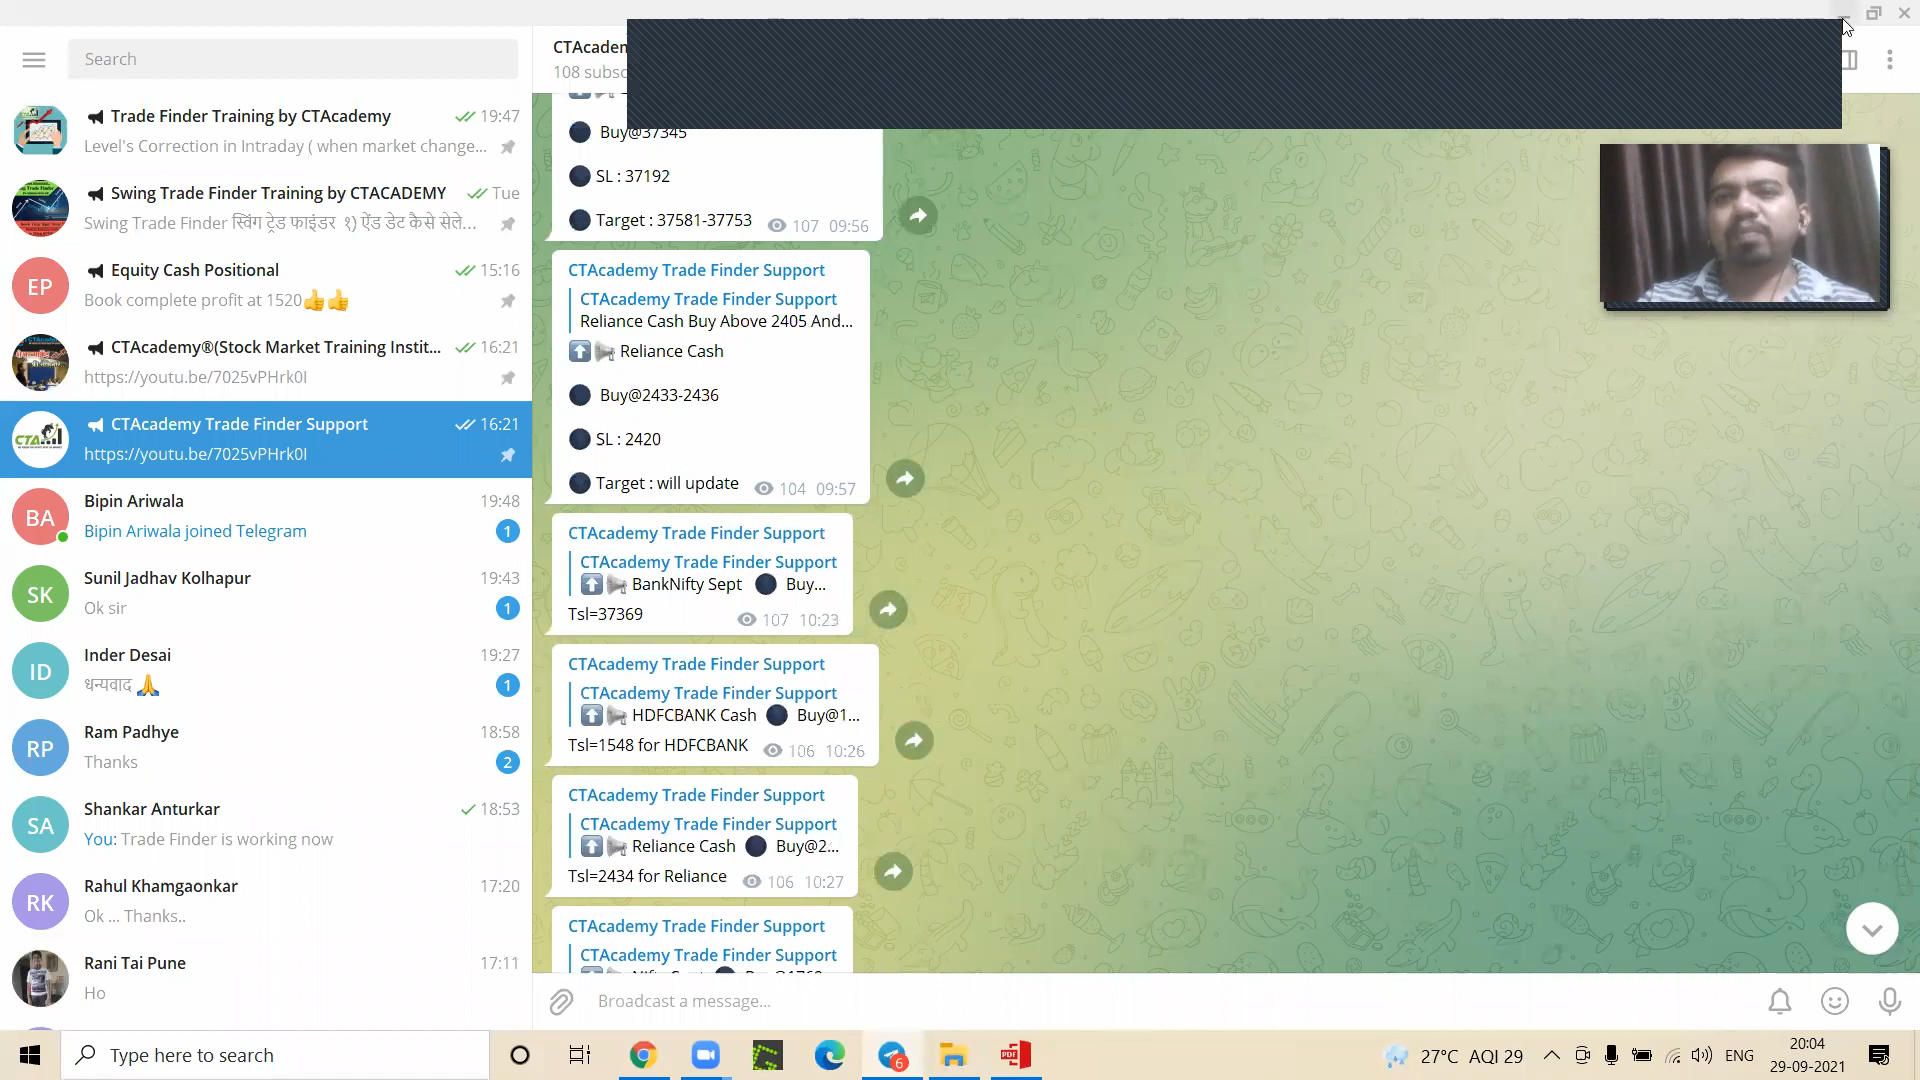 Search
Trade Finder Training by CTAcademy 19:47
Level's Correction in Intraday ( when market change...
Swing Trade Finder Training by CTACADEMY Tue
Swing Trade Finder स्विंग ट्रेड फाइंडर १) ऐंड डेट कैसे सेले...
EP
Equity Cash Positional 15:16
Book complete profit at 1520👍👍
CTAcademy®(Stock Market Training Instit... 16:21
https://youtu.be/7025vPHrk0I
CTA
CTAcademy Trade Finder Support 16:21
https://youtu.be/7025vPHrk0I
BA
Bipin Ariwala 19:48
Bipin Ariwala joined Telegram 1
SK
Sunil Jadhav Kolhapur 19:43
Ok sir 1
ID
Inder Desai 19:27
धन्यवाद 🙏 1
RP
Ram Padhye 18:58
Thanks 2
SA
Shankar Anturkar 18:53
You: Trade Finder is working now
RK
Rahul Khamgaonkar 17:20
Ok ... Thanks..
Rani Tai Pune 17:11
Ho
CTAcadem
108 subsc
Buy@37345
SL : 37192
Target : 37581-37753 107 09:56
CTAcademy Trade Finder Support
CTAcademy Trade Finder Support
Reliance Cash Buy Above 2405 And...
Reliance Cash
Buy@2433-2436
SL : 2420
Target : will update 104 09:57
CTAcademy Trade Finder Support
CTAcademy Trade Finder Support
BankNifty Sept Buy...
Tsl=37369 107 10:23
CTAcademy Trade Finder Support
CTAcademy Trade Finder Support
HDFCBANK Cash Buy@1...
Tsl=1548 for HDFCBANK 106 10:26
CTAcademy Trade Finder Support
CTAcademy Trade Finder Support
Reliance Cash Buy@2...
Tsl=2434 for Reliance 106 10:27
CTAcademy Trade Finder Support
CTAcademy Trade Finder Support
Broadcast a message...
Type here to search
6
PDF
27°C AQI 29
ENG
20:04
29-09-2021